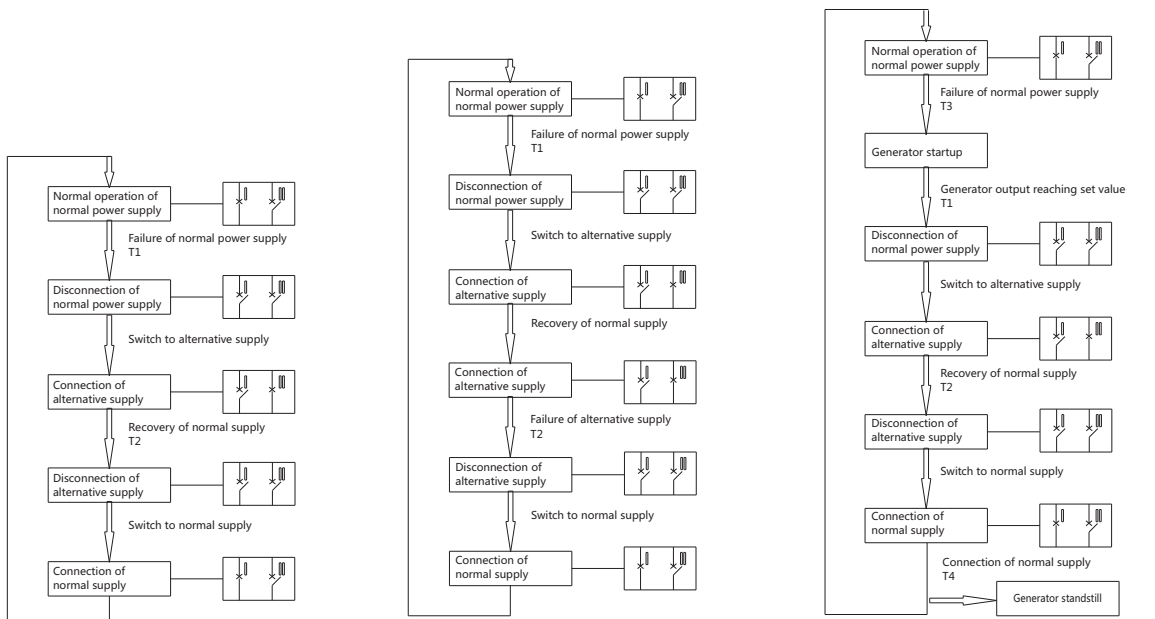 Normal operation of
normal power supply
Failure of normal power supply
T1
Disconnection of
normal power supply
Switch to alternative supply
Connection of
alternative supply
Recovery of normal supply
T2
Disconnection of
alternative supply
Switch to normal supply
Connection of
normal supply
Normal operation of
normal power supply
Failure of normal power supply
T1
Disconnection of
normal power supply
Switch to alternative supply
Connection of
alternative supply
Recovery of normal supply
Connection of
alternative supply
Failure of alternative supply
T2
Disconnection of
alternative supply
Switch to normal supply
Connection of
normal supply
Normal operation of
normal power supply
Failure of normal power supply
T3
Generator startup
Generator output reaching set value
T1
Disconnection of
normal power supply
Switch to alternative supply
Connection of
alternative supply
Recovery of normal supply
T2
Disconnection of
alternative supply
Switch to normal supply
Connection of
normal supply
Connection of normal supply
T4
Generator standstill